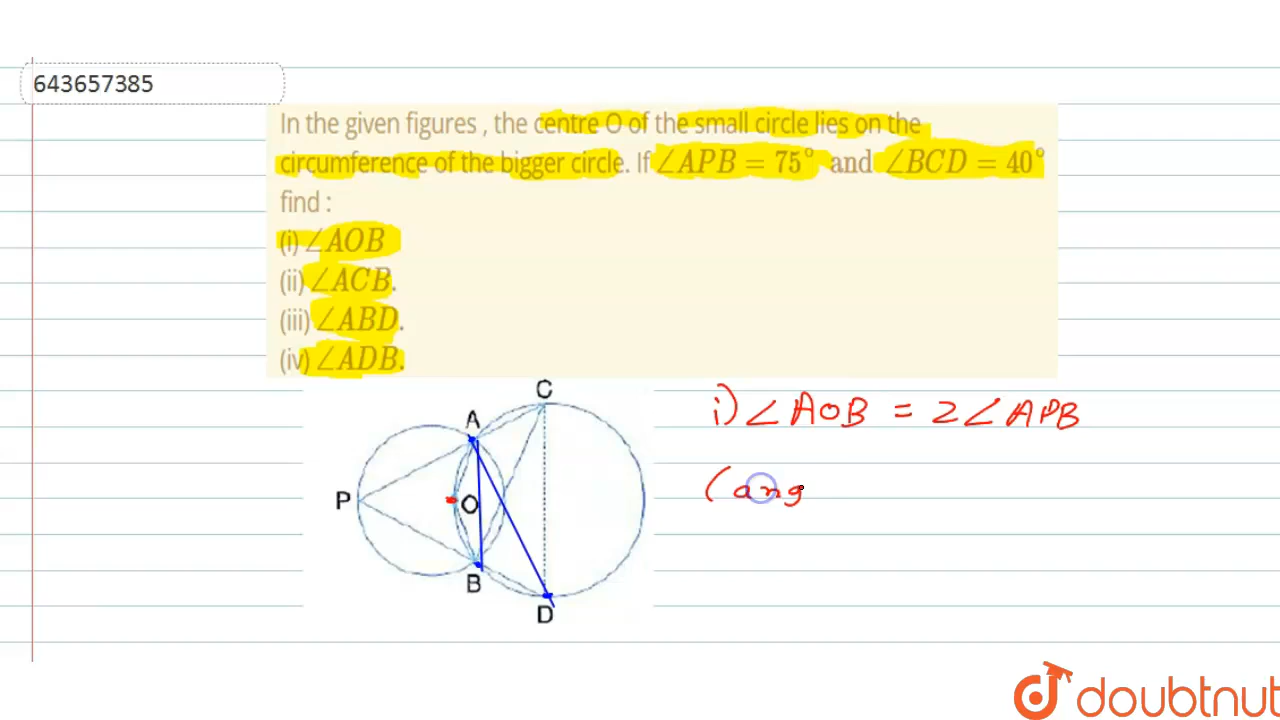 643657385
In the given figures , the centre O of the small circle lies on the
circumference of the bigger circle. If ∠APB = 75° and ∠BCD = 40°
find :
(i) ∠AOB
(ii) ∠ACB.
(iii) ∠ABD.
(iv) ∠ADB.
C
A
P
O
B
D
i) ∠AOB = 2∠APB
(ang
doubtnut